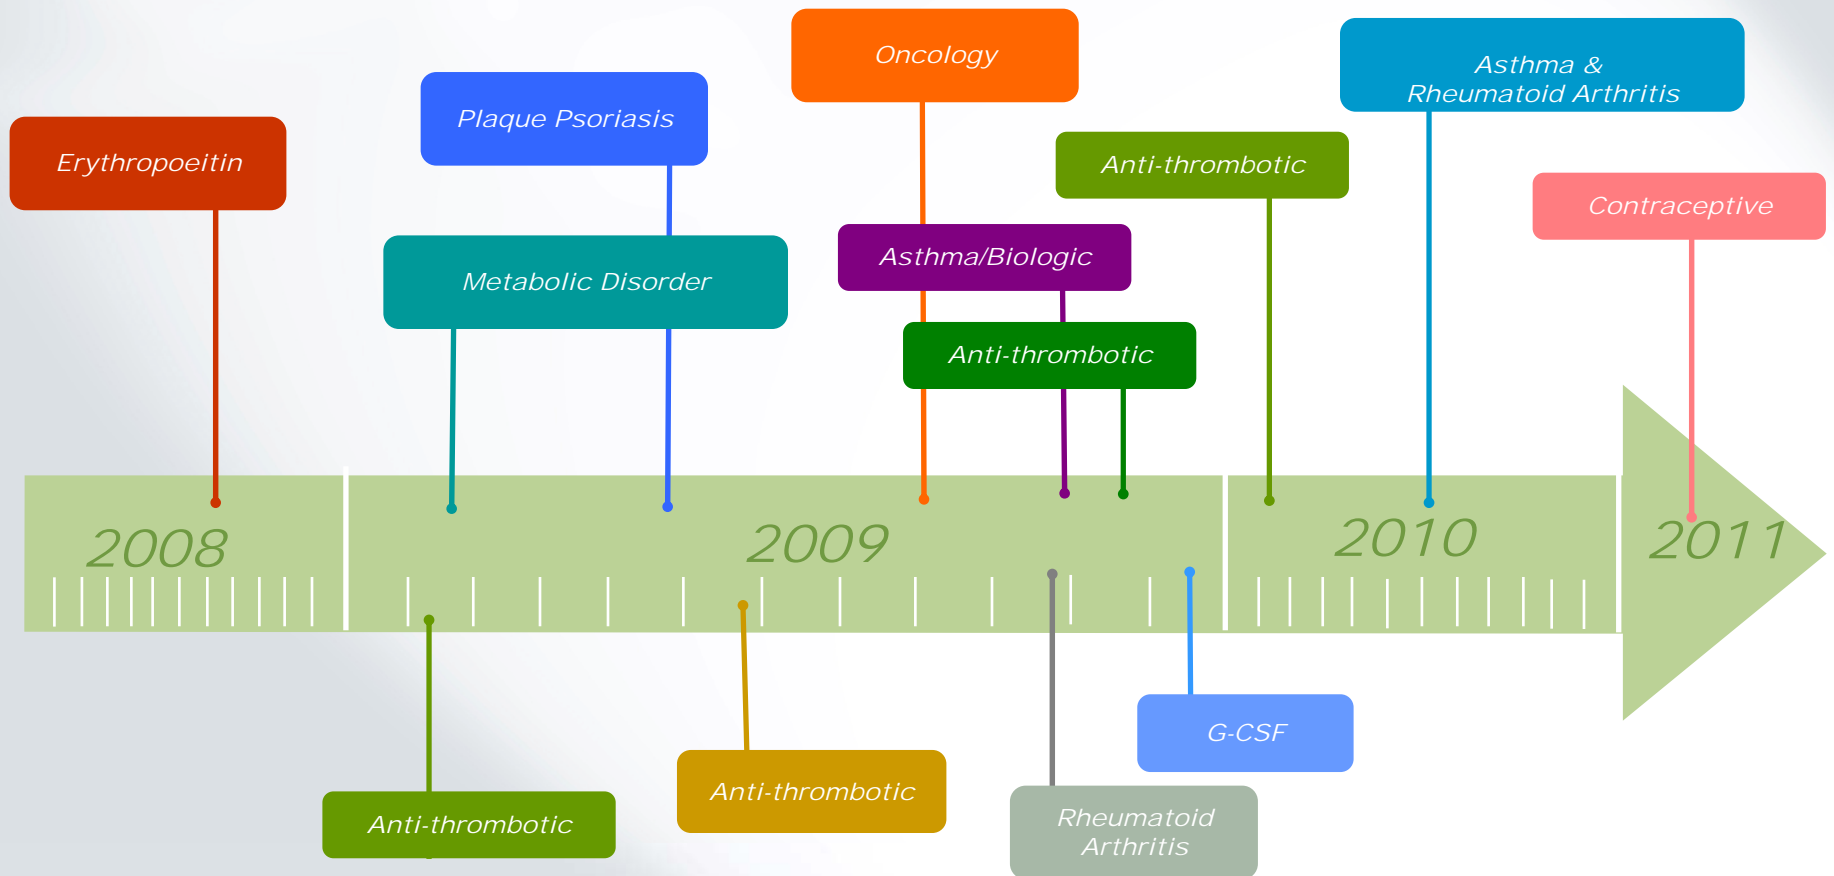 Oncology
Asthma &
Rheumatoid Arthritis
Plaque Psoriasis
Erythropoeitin
Anti-thrombotic
Contraceptive
Asthma/Biologic
Metabolic Disorder
Anti-thrombotic
2008
2009
2010
2011
G-CSF
Anti-thrombotic
Anti-thrombotic
Rheumatoid
Arthritis